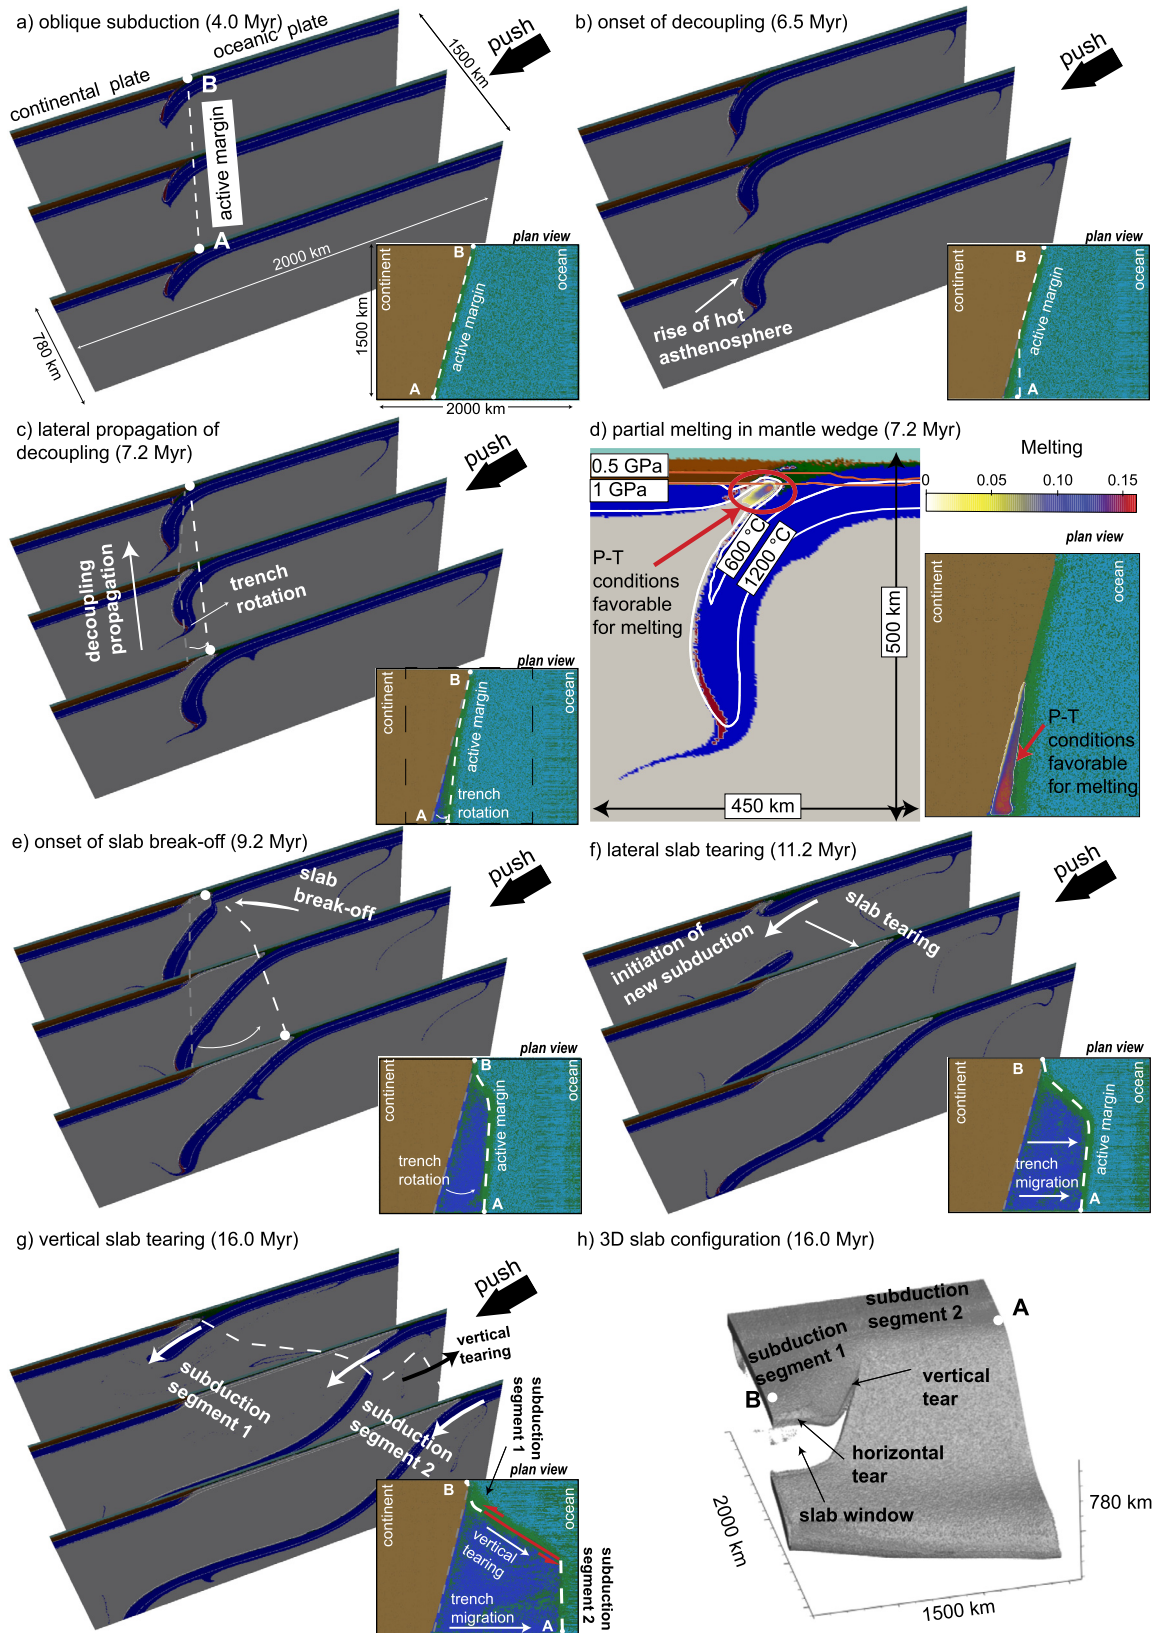 a) oblique subduction (4.0 Myr)
continental plate
oceanic plate
1500 km
push
B
active margin
A
2000 km
780 km
plan view
continent
B
ocean
active margin
1500 km
A
2000 km
b) onset of decoupling (6.5 Myr)
push
rise of hot
asthenosphere
plan view
continent
B
ocean
active margin
A
c) lateral propagation of
decoupling (7.2 Myr)
push
decoupling
propagation
trench
rotation
plan view
continent
B
ocean
active margin
trench
rotation
A
d) partial melting in mantle wedge (7.2 Myr)
0.5 GPa
1 GPa
600 °C
1200 °C
P-T
conditions
favorable
for melting
500 km
450 km
Melting
0
0.05
0.10
0.15
plan view
continent
ocean
P-T
conditions
favorable
for melting
e) onset of slab break-off (9.2 Myr)
push
slab
break-off
plan view
continent
B
ocean
active margin
trench
rotation
A
f) lateral slab tearing (11.2 Myr)
push
slab tearing
initiation of
new subduction
plan view
continent
B
ocean
active margin
trench
migration
A
g) vertical slab tearing (16.0 Myr)
push
vertical
tearing
subduction
segment 1
subduction
segment 2
subduction
segment 1
plan view
continent
B
ocean
vertical
tearing
subduction
segment 2
trench
migration
A
h) 3D slab configuration (16.0 Myr)
subduction
segment 2
A
subduction
segment 1
B
vertical
tear
horizontal
tear
slab window
2000 km
780 km
1500 km